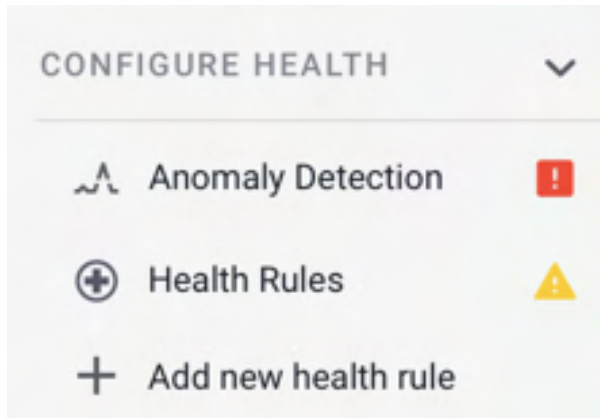 CONFIGURE HEALTH
Anomaly Detection
Health Rules
Add new health rule